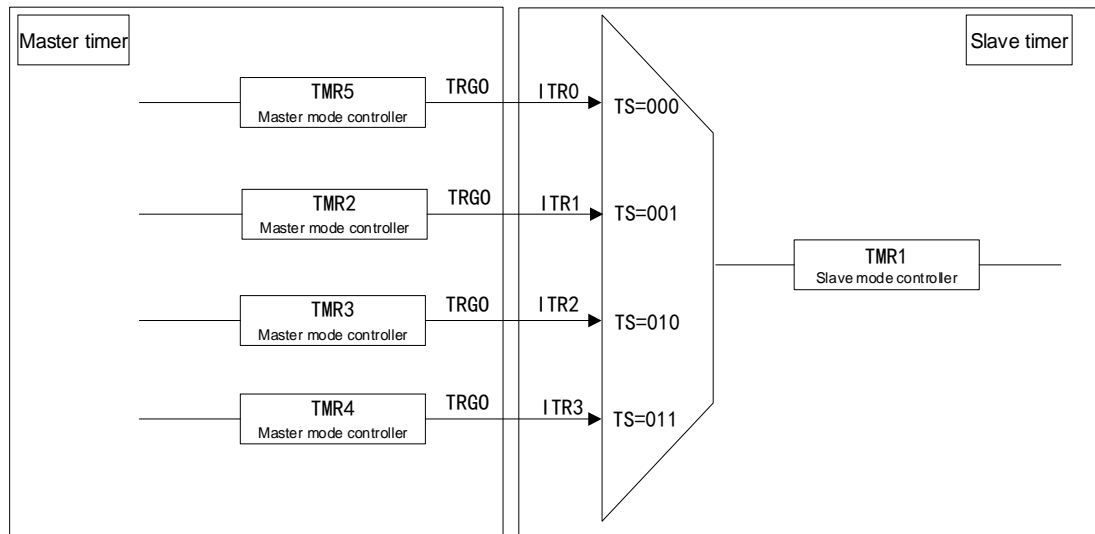 Master timer
Slave timer
TMR5
Master mode controller
TRGO
ITR0
TS=000
TMR2
Master mode controller
TRGO
ITR1
TS=001
TMR1
Slave mode controller
TMR3
Master mode controller
TRGO
ITR2
TS=010
TMR4
Master mode controller
TRGO
ITR3
TS=011